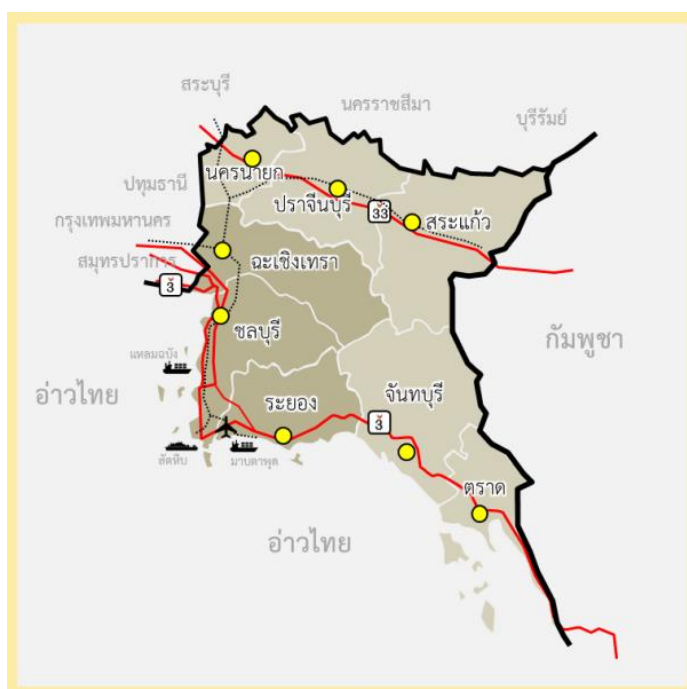 สระบุรี
นครราชสีมา
บุรีรัมย์
นครนายก
ปทุมธานี
ปราจีนบุรี
33
สระแก้ว
กรุงเทพมหานคร
สมุทรปราการ
ฉะเชิงเทรา
3
ชลบุรี
กัมพูชา
แหลมฉบัง
อ่าวไทย
ระยอง
จันทบุรี
3
สัตหีบ
มาบตาพุด
ตราด
อ่าวไทย